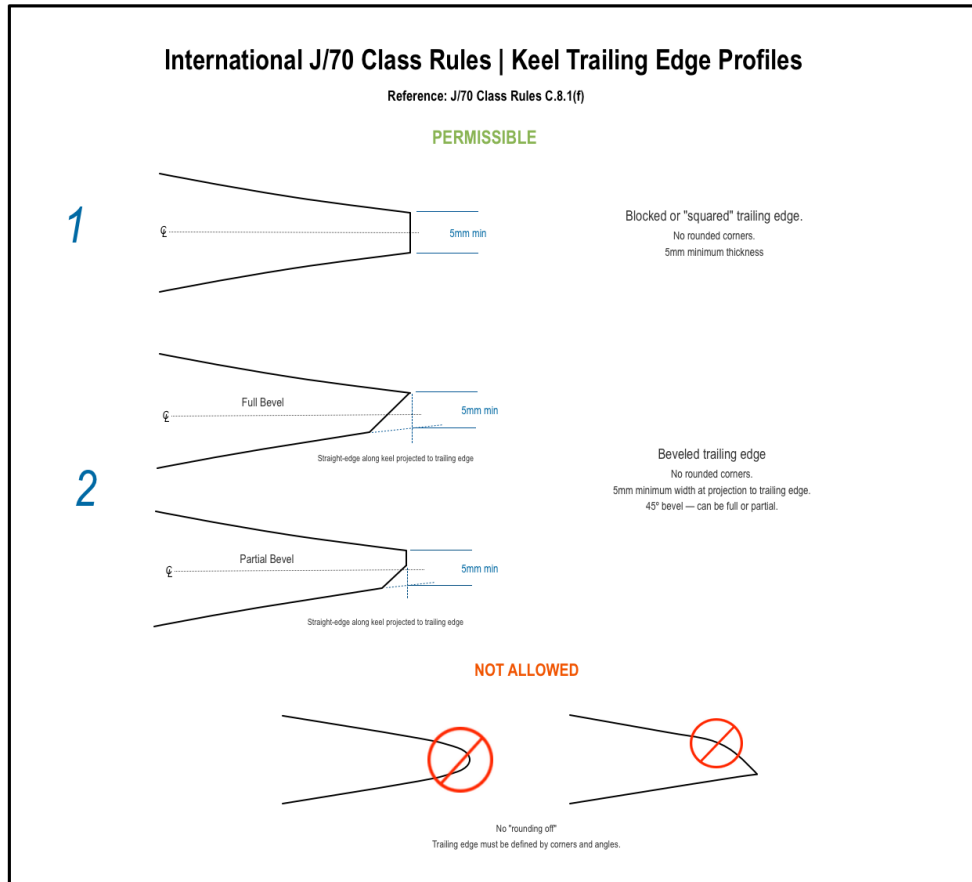 International J/70 Class Rules | Keel Trailing Edge Profiles
Reference: J/70 Class Rules C.8.1(f)
PERMISSIBLE
1
℄
5mm min
Blocked or "squared" trailing edge.
No rounded corners.
5mm minimum thickness
2
Full Bevel
℄
5mm min
Straight-edge along keel projected to trailing edge
Partial Bevel
℄
5mm min
Straight-edge along keel projected to trailing edge
Beveled trailing edge
No rounded corners.
5mm minimum width at projection to trailing edge.
45º bevel — can be full or partial.
NOT ALLOWED
No "rounding off"
Trailing edge must be defined by corners and angles.